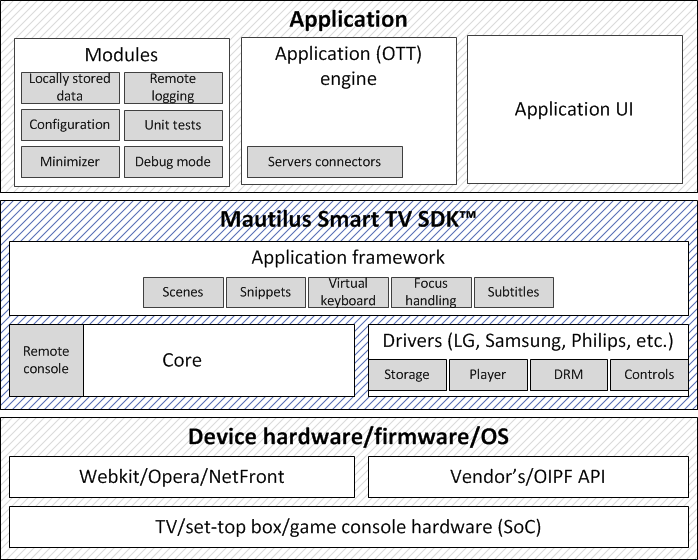 Application
Modules
Locally stored
data
Remote
logging
Configuration
Unit tests
Minimizer
Debug mode
Application (OTT)
engine
Servers connectors
Application UI
Mautilus Smart TV SDK™
Application framework
Scenes
Snippets
Virtual
keyboard
Focus
handling
Subtitles
Remote
console
Core
Drivers (LG, Samsung, Philips, etc.)
Storage
Player
DRM
Controls
Device hardware/firmware/OS
Webkit/Opera/NetFront
Vendor's/OIPF API
TV/set-top box/game console hardware (SoC)